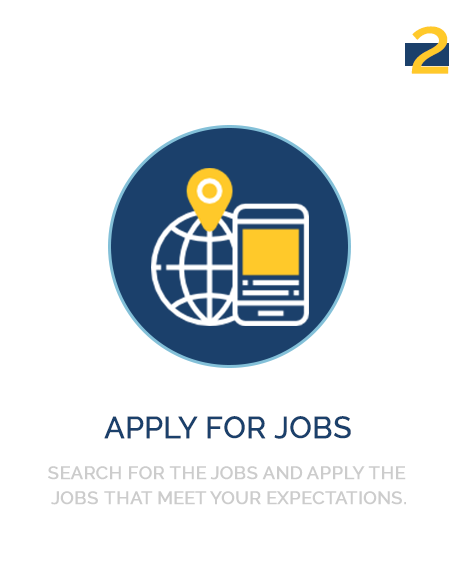 2
APPLY FOR JOBS
SEARCH FOR THE JOBS AND APPLY THE
JOBS THAT MEET YOUR EXPECTATIONS.